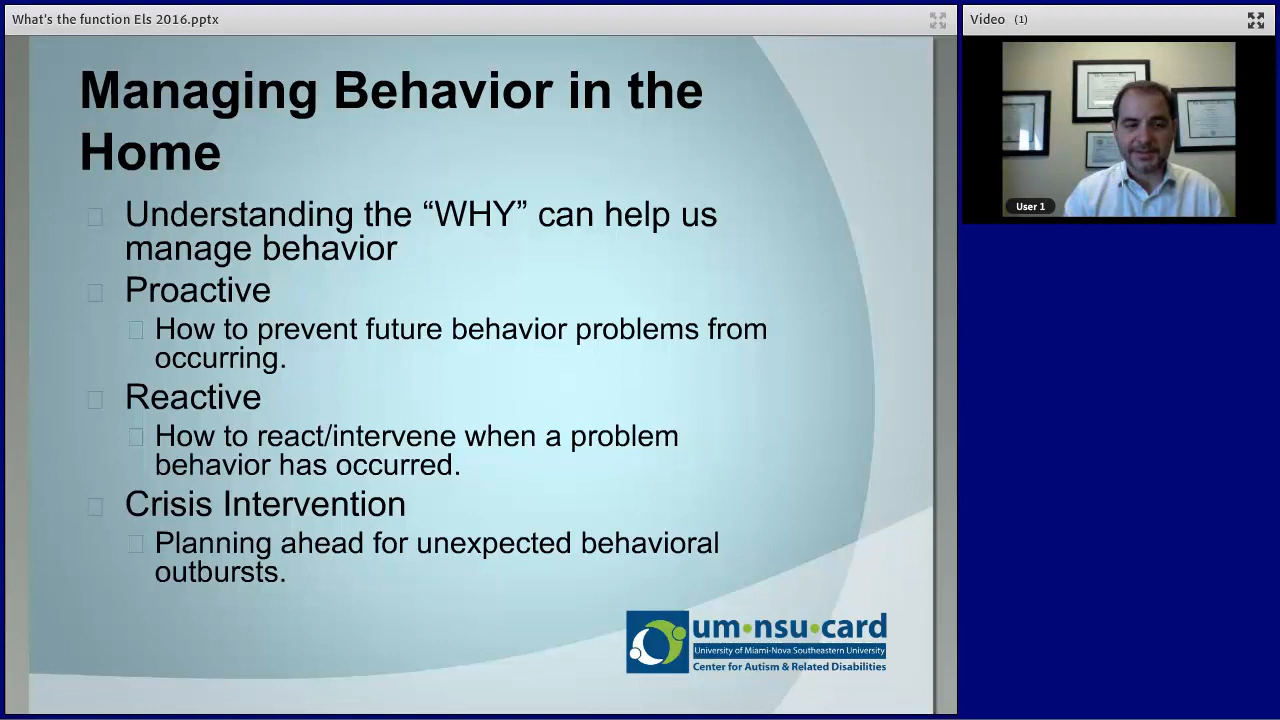 What's the function Els 2016.pptx
Video (1)
Managing Behavior in the
Home
Understanding the “WHY” can help us
manage behavior
Proactive
How to prevent future behavior problems from
occurring.
Reactive
How to react/intervene when a problem
behavior has occurred.
Crisis Intervention
Planning ahead for unexpected behavioral
outbursts.
um•nsu•card
University of Miami-Nova Southeastern University
Center for Autism & Related Disabilities
User 1